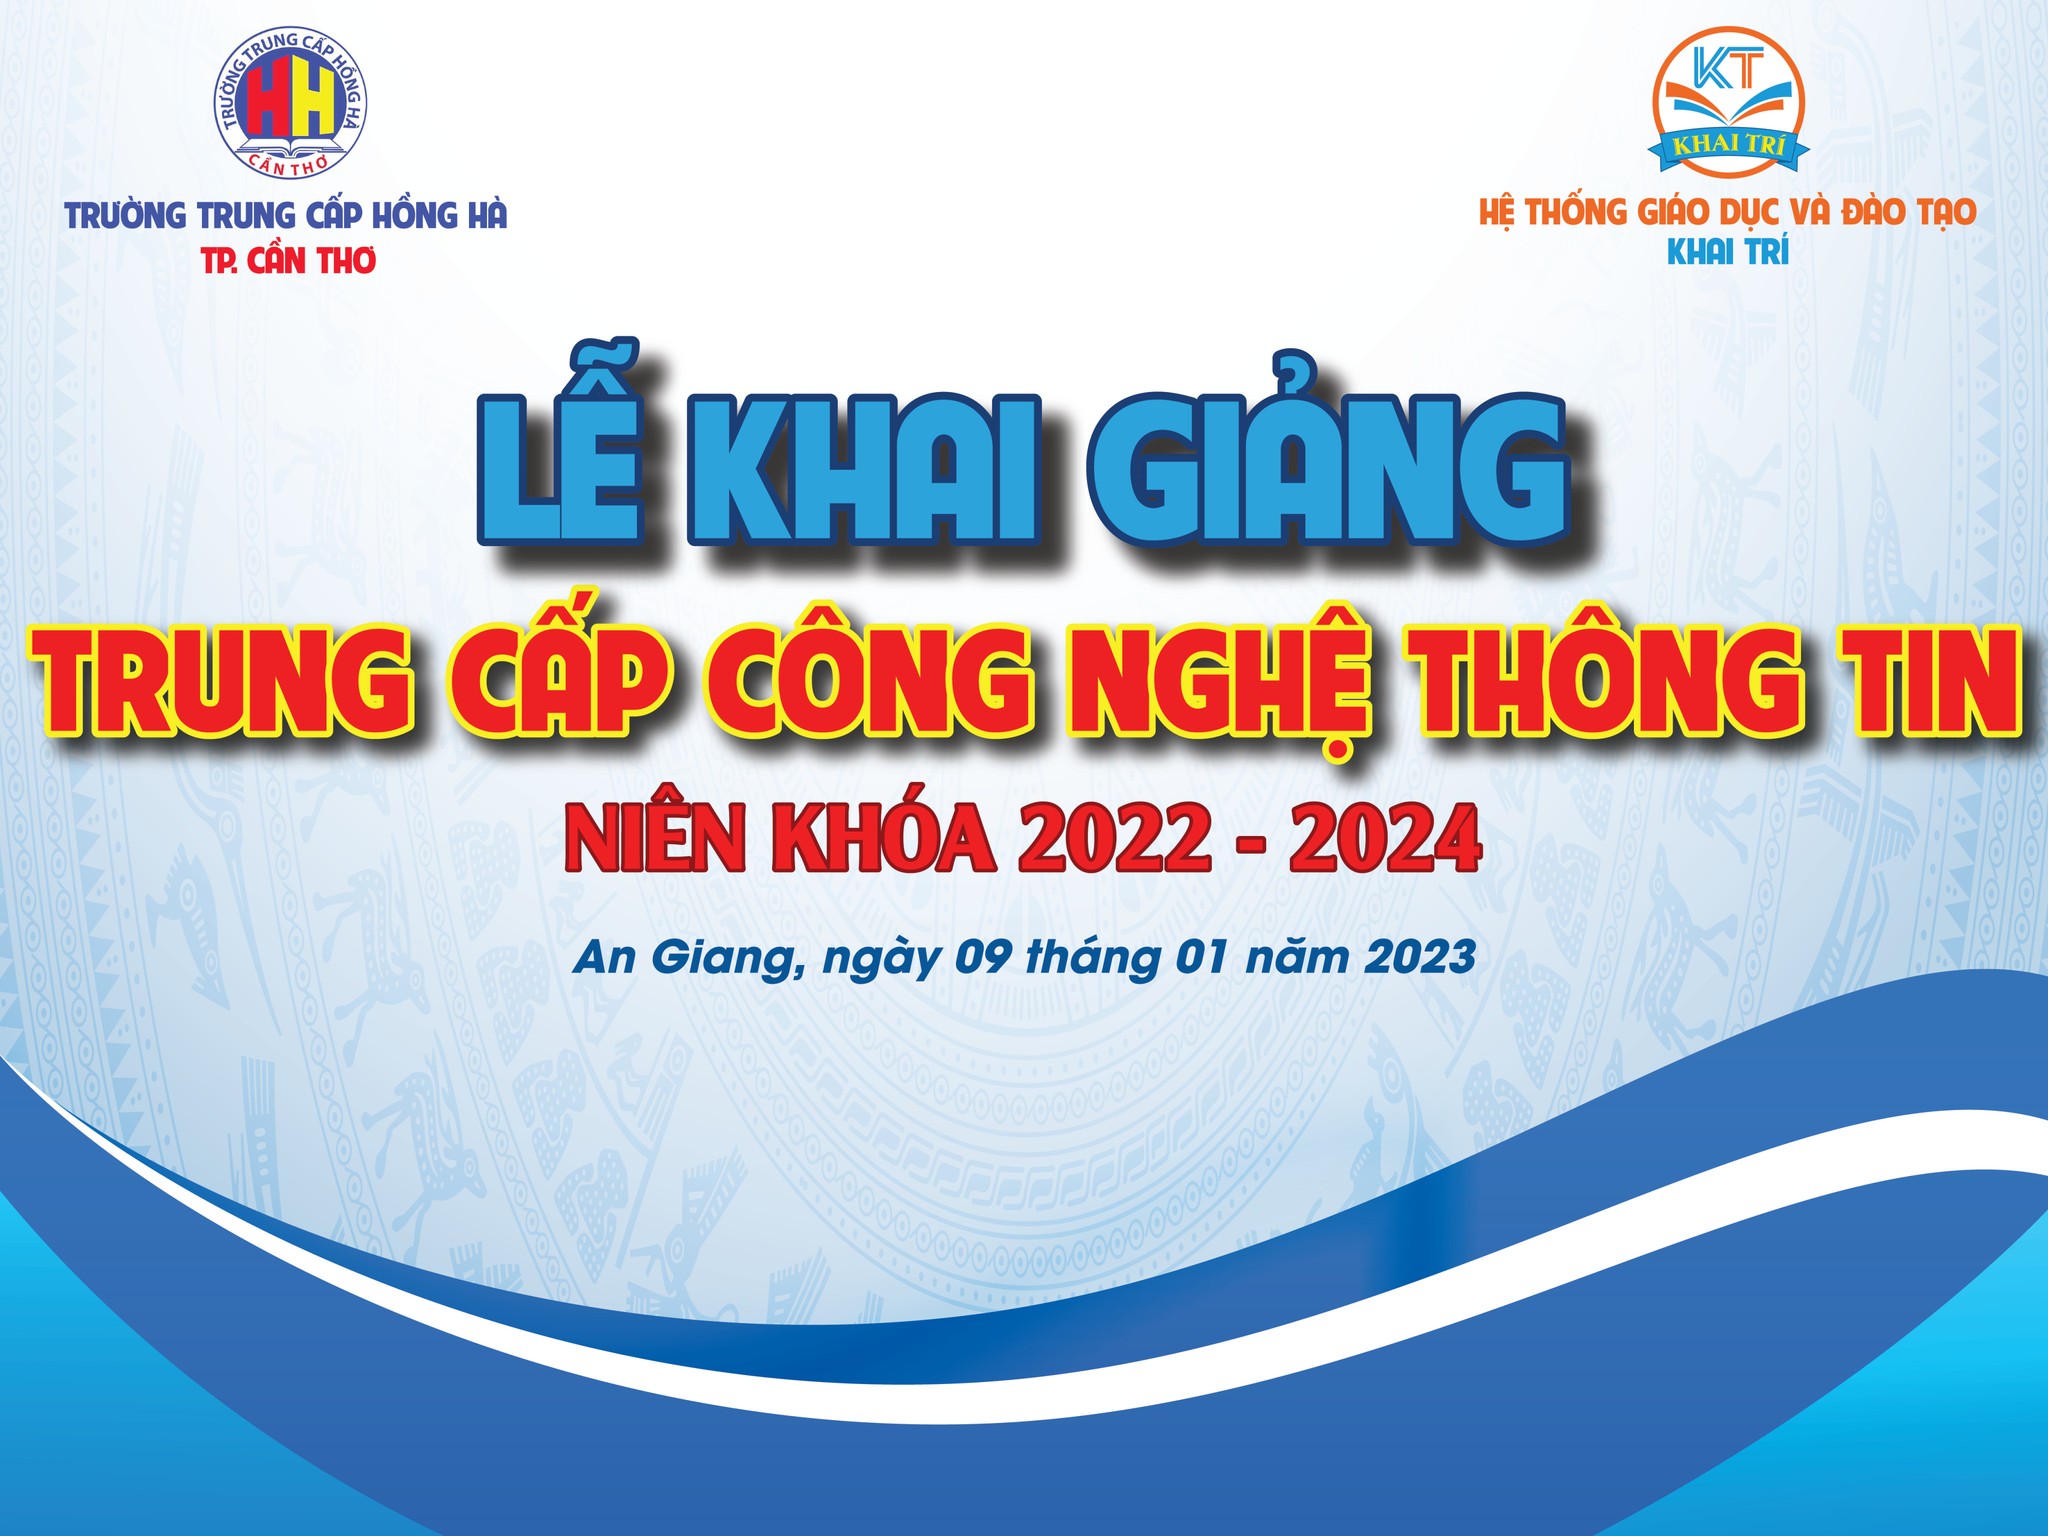 TRƯỜNG TRUNG CẤP HỒNG HÀ
HH
CẦN THƠ
TRƯỜNG TRUNG CẤP HỒNG HÀ
TP. CẦN THƠ
KT
KHAI TRÍ
HỆ THỐNG GIÁO DỤC VÀ ĐÀO TẠO
KHAI TRÍ
LỄ KHAI GIẢNG
TRUNG CẤP CÔNG NGHỆ THÔNG TIN
NIÊN KHÓA 2022 - 2024
An Giang, ngày 09 tháng 01 năm 2023